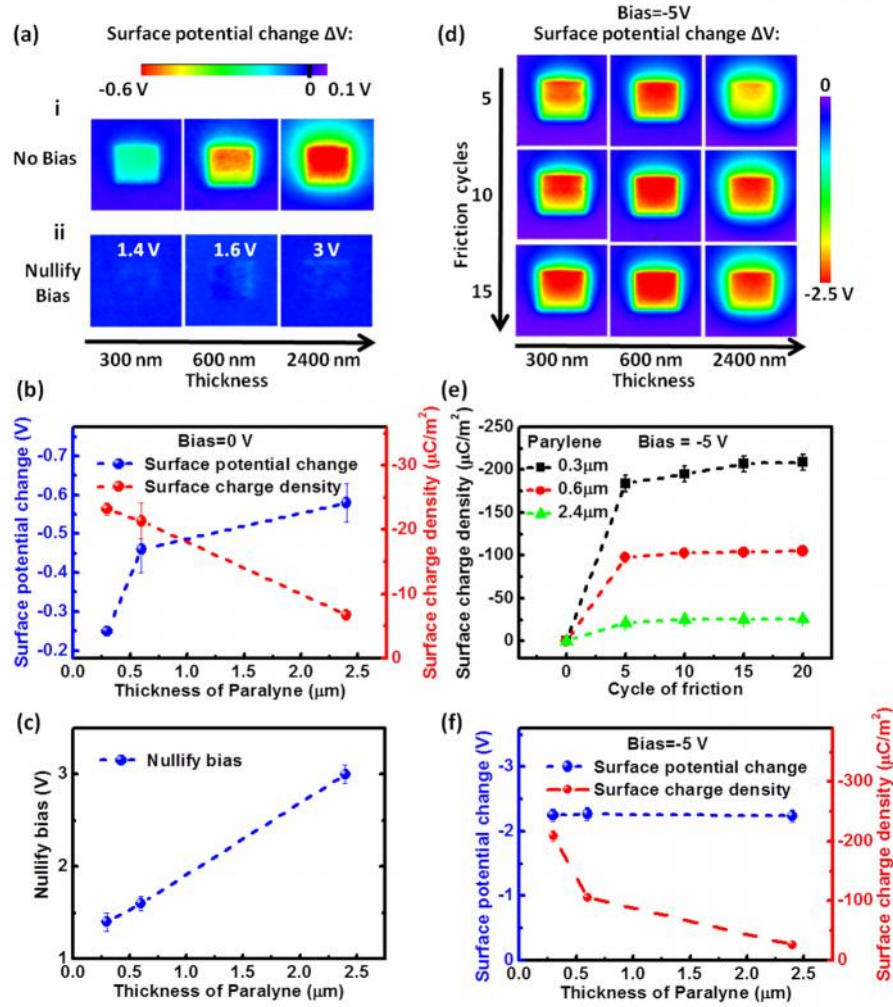 (a)
Surface potential change ΔV:
-0.6 V 0 0.1 V
i
No Bias
ii
Nullify
Bias
1.4 V 1.6 V 3 V
300 nm 600 nm 2400 nm
Thickness
(d)
Bias=-5V
Surface potential change ΔV:
Friction cycles
5
10
15
0
-2.5 V
300 nm 600 nm 2400 nm
Thickness
(b)
Bias=0 V
Surface potential change
Surface charge density
Surface potential change (V)
-0.7
-0.6
-0.5
-0.4
-0.3
-0.2
Surface charge density (μC/m²)
-30
-20
-10
0
0.0 0.5 1.0 1.5 2.0 2.5
Thickness of Paralyne (μm)
(e)
Parylene Bias = -5 V
0.3μm
0.6μm
2.4μm
Surface charge density (μC/m²)
-250
-200
-150
-100
-50
0
0 5 10 15 20
Cycle of friction
(c)
Nullify bias
Nullify bias (V)
3
2
1
0.0 0.5 1.0 1.5 2.0 2.5
Thickness of Paralyne (μm)
(f)
Bias=-5 V
Surface potential change
Surface charge density
Surface potential change (V)
-3
-2
-1
0
Surface charge density (μC/m²)
-300
-200
-100
0
0.0 0.5 1.0 1.5 2.0 2.5
Thickness of Paralyne (μm)